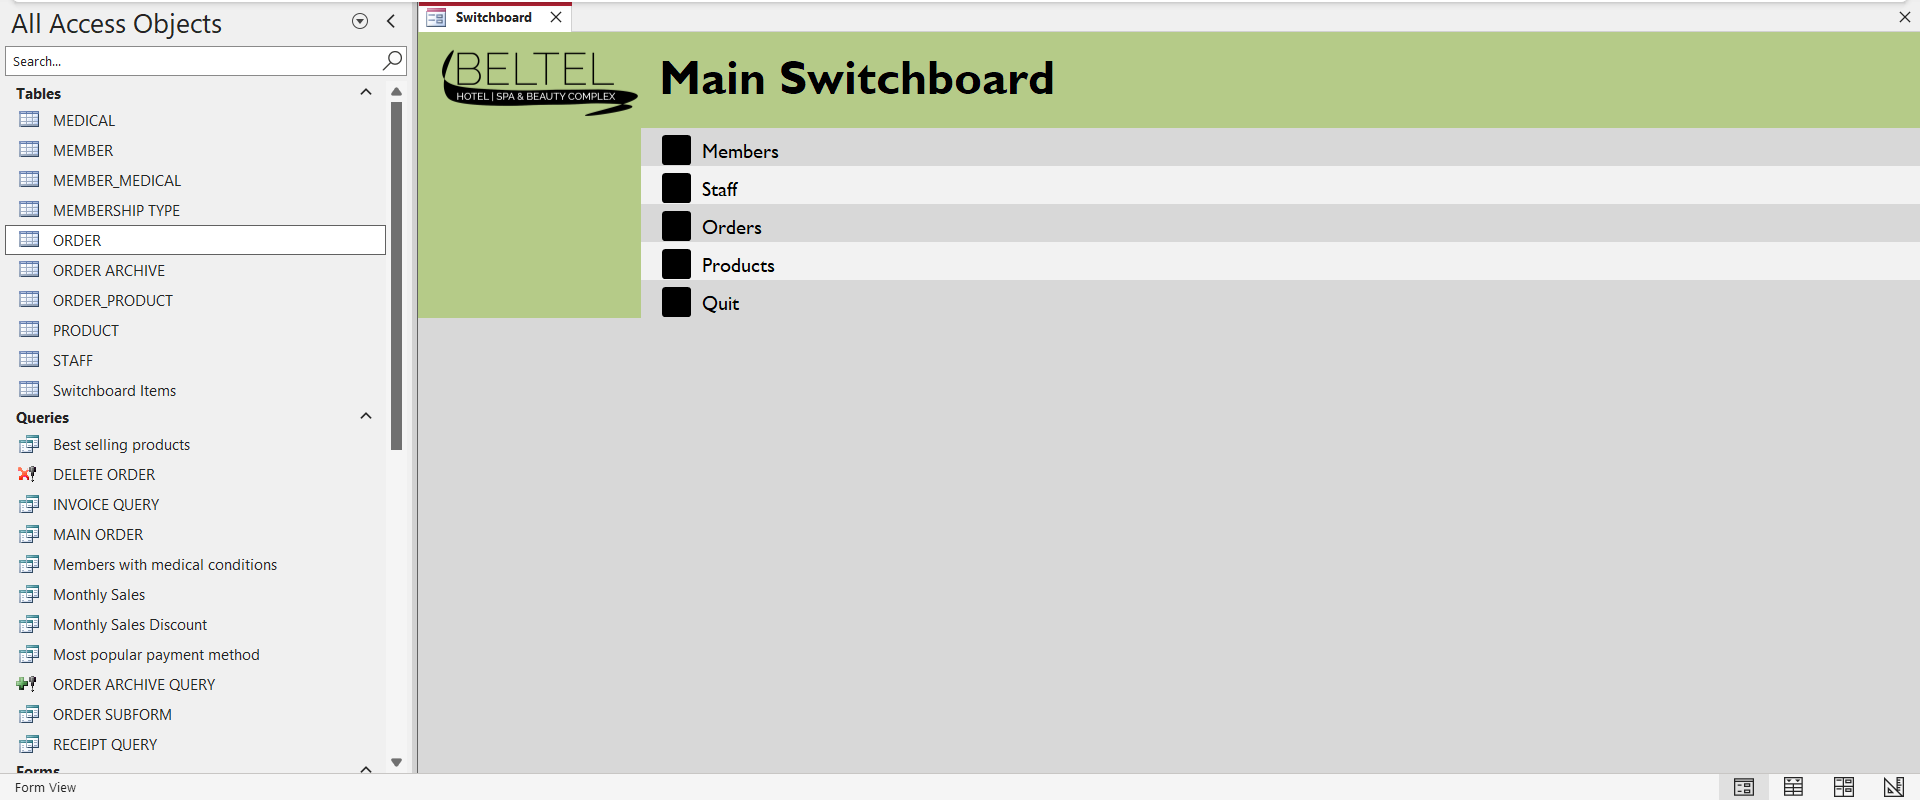 All Access Objects
Search...
Tables
MEDICAL
MEMBER
MEMBER_MEDICAL
MEMBERSHIP TYPE
ORDER
ORDER ARCHIVE
ORDER_PRODUCT
PRODUCT
STAFF
Switchboard Items
Queries
Best selling products
DELETE ORDER
INVOICE QUERY
MAIN ORDER
Members with medical conditions
Monthly Sales
Monthly Sales Discount
Most popular payment method
ORDER ARCHIVE QUERY
ORDER SUBFORM
RECEIPT QUERY
Forms
Form View
Switchboard
BELTEL
HOTEL | SPA & BEAUTY COMPLEX
Main Switchboard
Members
Staff
Orders
Products
Quit